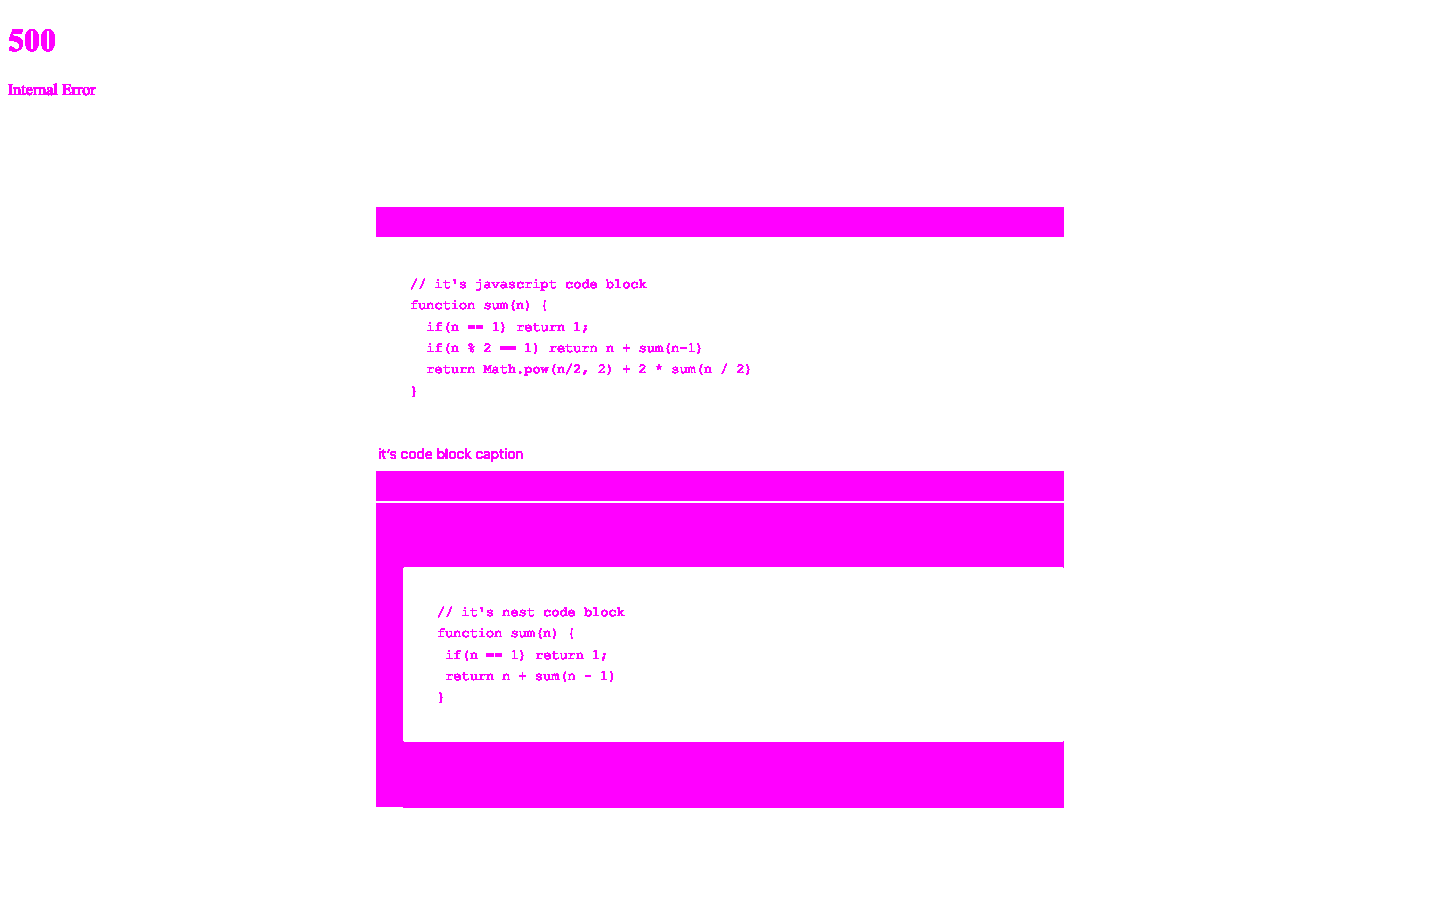 500
Internal Error
// it's javascript code block
function sum(n) {
  if(n == 1) return 1;
  if(n % 2 == 1) return n + sum(n-1)
  return Math.pow(n/2, 2) + 2 * sum(n / 2)
}
it's code block caption
// it's nest code block
function sum(n) {
 if(n == 1) return 1;
 return n + sum(n - 1)
}